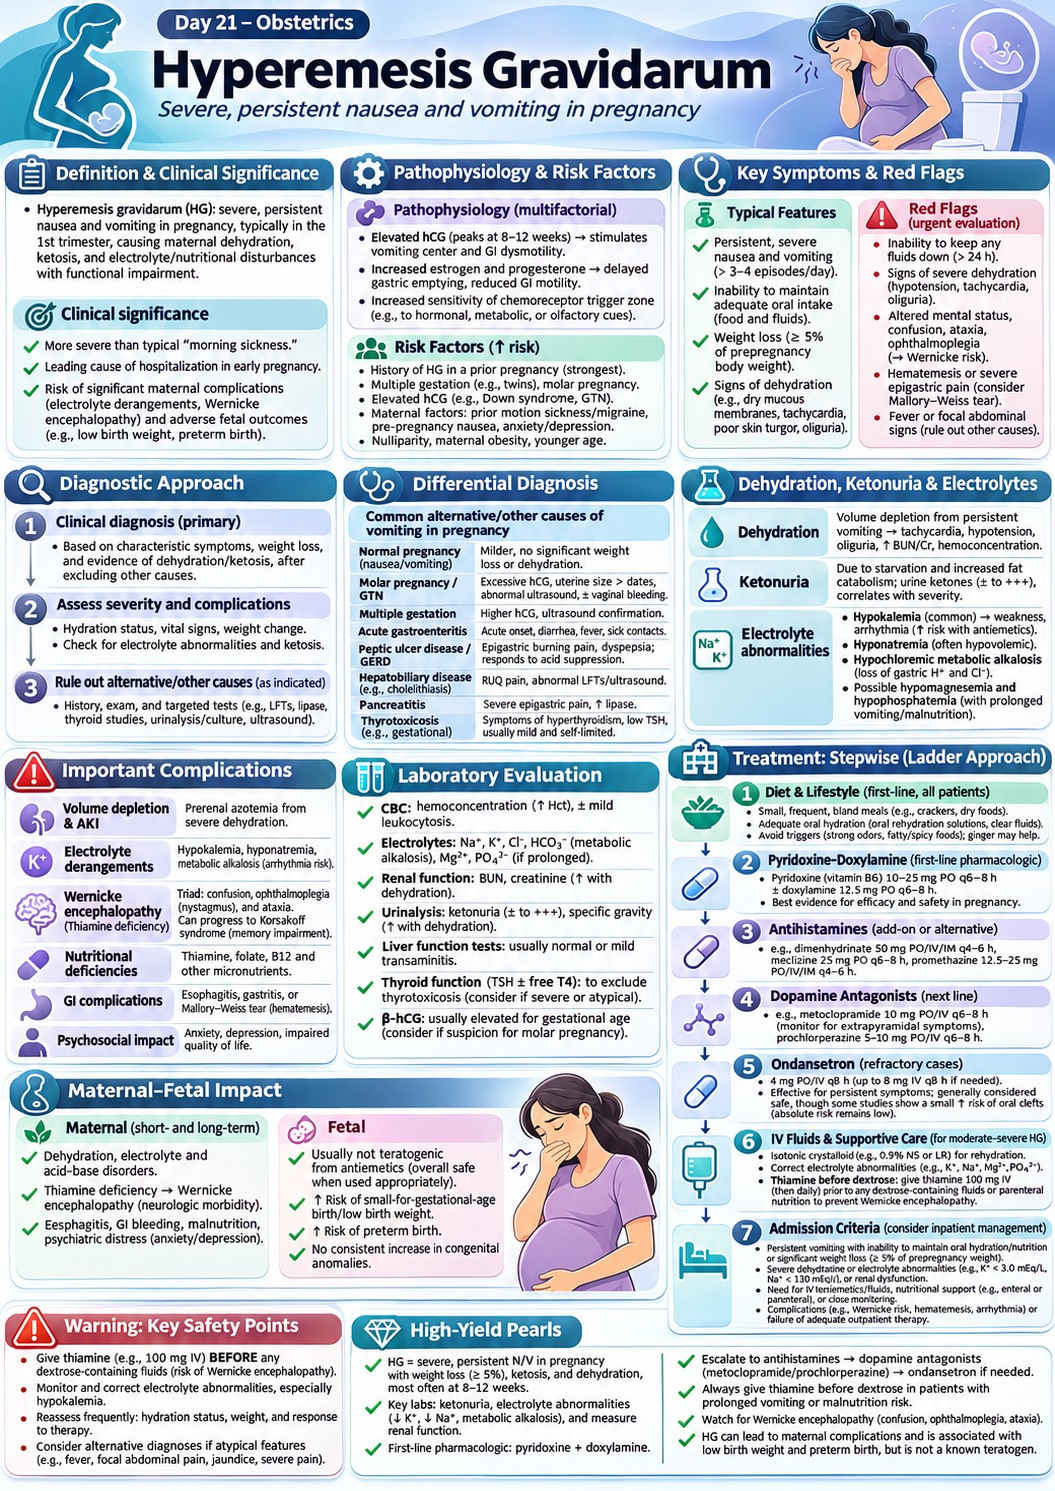 Day 21 – Obstetrics
Hyperemesis Gravidarum
Severe, persistent nausea and vomiting in pregnancy
Definition & Clinical Significance
• Hyperemesis gravidarum (HG): severe, persistent
nausea and vomiting in pregnancy, typically in the
1st trimester, causing maternal dehydration,
ketosis, and electrolyte/nutritional disturbances
with functional impairment.
Clinical significance
✓ More severe than typical “morning sickness.”
✓ Leading cause of hospitalization in early pregnancy.
✓ Risk of significant maternal complications
(electrolyte derangements, Wernicke
encephalopathy) and adverse fetal outcomes
(e.g., low birth weight, preterm birth).
Pathophysiology & Risk Factors
Pathophysiology (multifactorial)
• Elevated hCG (peaks at 8–12 weeks) → stimulates
vomiting center and GI dysmotility.
• Increased estrogen and progesterone → delayed
gastric emptying, reduced GI motility.
• Increased sensitivity of chemoreceptor trigger zone
(e.g., to hormonal, metabolic, or olfactory cues).
Risk Factors (↑ risk)
• History of HG in a prior pregnancy (strongest).
• Multiple gestation (e.g., twins), molar pregnancy.
• Elevated hCG (e.g., Down syndrome, GTN).
• Maternal factors: prior motion sickness/migraine,
pre-pregnancy nausea, anxiety/depression.
• Nulliparity, maternal obesity, younger age.
Key Symptoms & Red Flags
Typical Features
✓ Persistent, severe
nausea and vomiting
(> 3–4 episodes/day).
✓ Inability to maintain
adequate oral intake
(food and fluids).
✓ Weight loss (≥ 5%
of prepregnancy
body weight).
✓ Signs of dehydration
(e.g., dry mucous
membranes, tachycardia,
poor skin turgor, oliguria).
Red Flags
(urgent evaluation)
• Inability to keep any
fluids down (> 24 h).
• Signs of severe dehydration
(hypotension, tachycardia,
oliguria).
• Altered mental status,
confusion, ataxia,
ophthalmoplegia
(→ Wernicke risk).
• Hematemesis or severe
epigastric pain (consider
Mallory–Weiss tear).
• Fever or focal abdominal
signs (rule out other causes).
Diagnostic Approach
1 Clinical diagnosis (primary)
• Based on characteristic symptoms, weight loss,
and evidence of dehydration/ketosis, after
excluding other causes.
2 Assess severity and complications
• Hydration status, vital signs, weight change.
• Check for electrolyte abnormalities and ketosis.
3 Rule out alternative/other causes (as indicated)
• History, exam, and targeted tests (e.g., LFTs, lipase,
thyroid studies, urinalysis/culture, ultrasound).
Differential Diagnosis
Common alternative/other causes of
vomiting in pregnancy
Normal pregnancy
(nausea/vomiting)
Milder, no significant weight
loss or dehydration.
Molar pregnancy /
GTN
Excessive hCG, uterine size > dates,
abnormal ultrasound, ± vaginal bleeding.
Multiple gestation
Higher hCG, ultrasound confirmation.
Acute gastroenteritis
Acute onset, diarrhea, fever, sick contacts.
Peptic ulcer disease /
GERD
Epigastric burning pain, dyspepsia;
responds to acid suppression.
Hepatobiliary disease
(e.g., cholelithiasis)
RUQ pain, abnormal LFTs/ultrasound.
Pancreatitis
Severe epigastric pain, ↑ lipase.
Thyrotoxicosis
(e.g., gestational)
Symptoms of hyperthyroidism, low TSH,
usually mild and self-limited.
Dehydration, Ketonuria & Electrolytes
Dehydration
Volume depletion from persistent
vomiting → tachycardia, hypotension,
oliguria, ↑ BUN/Cr, hemoconcentration.
Ketonuria
Due to starvation and increased fat
catabolism; urine ketones (± to +++),
correlates with severity.
Na⁺
K⁺
Electrolyte
abnormalities
• Hypokalemia (common) → weakness,
arrhythmia (↑ risk with antiemetics).
• Hyponatremia (often hypovolemic).
• Hypochloremic metabolic alkalosis
(loss of gastric H⁺ and Cl⁻).
• Possible hypomagnesemia and
hypophosphatemia (with prolonged
vomiting/malnutrition).
Important Complications
Volume depletion
& AKI
Prerenal azotemia from
severe dehydration.
K⁺
Electrolyte
derangements
Hypokalemia, hyponatremia,
metabolic alkalosis (arrhythmia risk).
Wernicke
encephalopathy
(Thiamine deficiency)
Triad: confusion, ophthalmoplegia
(nystagmus), and ataxia.
Can progress to Korsakoff
syndrome (memory impairment).
Nutritional
deficiencies
Thiamine, folate, B12 and
other micronutrients.
GI complications
Esophagitis, gastritis, or
Mallory–Weiss tear (hematemesis).
Psychosocial impact
Anxiety, depression, impaired
quality of life.
Laboratory Evaluation
✓ CBC: hemoconcentration (↑ Hct), ± mild
leukocytosis.
✓ Electrolytes: Na⁺, K⁺, Cl⁻, HCO₃⁻ (metabolic
alkalosis), Mg²⁺, PO₄³⁻ (if prolonged).
✓ Renal function: BUN, creatinine (↑ with
dehydration).
✓ Urinalysis: ketonuria (± to +++), specific gravity
(↑ with dehydration).
✓ Liver function tests: usually normal or mild
transaminitis.
✓ Thyroid function (TSH ± free T4): to exclude
thyrotoxicosis (consider if severe or atypical).
✓ β-hCG: usually elevated for gestational age
(consider if suspicion for molar pregnancy).
Treatment: Stepwise (Ladder Approach)
1 Diet & Lifestyle (first-line, all patients)
• Small, frequent, bland meals (e.g., crackers, dry foods).
• Adequate oral hydration (oral rehydration solutions, clear fluids).
• Avoid triggers (strong odors, fatty/spicy foods); ginger may help.
2 Pyridoxine–Doxylamine (first-line pharmacologic)
• Pyridoxine (vitamin B6) 10–25 mg PO q6–8 h
± doxylamine 12.5 mg PO q6–8 h.
• Best evidence for efficacy and safety in pregnancy.
3 Antihistamines (add-on or alternative)
• e.g., dimenhydrinate 50 mg PO/IV/IM q4–6 h,
meclizine 25 mg PO q6–8 h, promethazine 12.5–25 mg
PO/IV/IM q4–6 h.
4 Dopamine Antagonists (next line)
• e.g., metoclopramide 10 mg PO/IV q6–8 h
(monitor for extrapyramidal symptoms),
prochlorperazine 5–10 mg PO/IV q6–8 h.
5 Ondansetron (refractory cases)
• 4 mg PO/IV q8 h (up to 8 mg IV q8 h if needed).
• Effective for persistent symptoms; generally considered
safe, though some studies show a small ↑ risk of oral clefts
(absolute risk remains low).
6 IV Fluids & Supportive Care (for moderate–severe HG)
• Isotonic crystalloid (e.g., 0.9% NS or LR) for rehydration.
• Correct electrolyte abnormalities (e.g., K⁺, Na⁺, Mg²⁺, PO₄³⁻).
• Thiamine before dextrose: give thiamine 100 mg IV
(then daily) prior to any dextrose-containing fluids or parenteral
nutrition to prevent Wernicke encephalopathy.
7 Admission Criteria (consider inpatient management)
• Persistent vomiting with inability to maintain oral hydration/nutrition
or significant weight loss (≥ 5% of prepregnancy weight).
• Severe dehydration or electrolyte abnormalities (e.g., K⁺ < 3.0 mEq/L,
Na⁺ < 130 mEq/L), or renal dysfunction.
• Need for IV fluids, nutritional support (e.g., enteral or
parenteral), or close monitoring.
• Complications (e.g., Wernicke risk, hematemesis, arrhythmia) or
failure of adequate outpatient therapy.
Maternal–Fetal Impact
Maternal (short- and long-term)
✓ Dehydration, electrolyte and
acid–base disorders.
✓ Thiamine deficiency → Wernicke
encephalopathy (neurologic morbidity).
✓ Eesphagitis, GI bleeding, malnutrition,
psychiatric distress (anxiety/depression).
Fetal
✓ Usually not teratogenic
from antiemetics (overall safe
when used appropriately).
✓ ↑ Risk of small-for-gestational-age
birth/low birth weight.
✓ ↑ Risk of preterm birth.
✓ No consistent increase in congenital
anomalies.
Warning: Key Safety Points
• Give thiamine (e.g., 100 mg IV) BEFORE any
dextrose-containing fluids (risk of Wernicke encephalopathy).
• Monitor and correct electrolyte abnormalities, especially
hypokalemia.
• Reassess frequently: hydration status, weight, and response
to therapy.
• Consider alternative diagnoses if atypical features
(e.g., fever, focal abdominal pain, jaundice, severe pain).
High-Yield Pearls
✓ HG = severe, persistent N/V in pregnancy
with weight loss (≥ 5%), ketosis, and dehydration,
most often at 8–12 weeks.
✓ Key labs: ketonuria, electrolyte abnormalities
(↓ K⁺, ↓ Na⁺, metabolic alkalosis), and measure
renal function.
✓ First-line pharmacologic: pyridoxine + doxylamine.
✓ Escalate to antihistamines → dopamine antagonists
(metoclopramide/prochlorperazine) → ondansetron if needed.
✓ Always give thiamine before dextrose in patients with
prolonged vomiting or malnutrition risk.
✓ Watch for Wernicke encephalopathy (confusion, ophthalmoplegia, ataxia).
✓ HG can lead to maternal complications and is associated with
low birth weight and preterm birth, but is not a known teratogen.